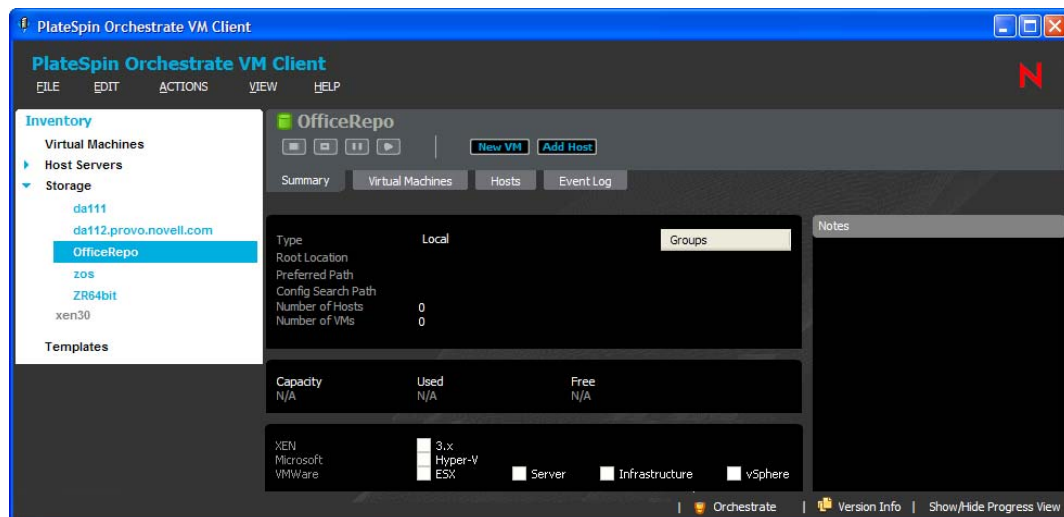 PlateSpin Orchestrate VM Client
PlateSpin Orchestrate VM Client
FILE EDIT ACTIONS VIEW HELP
N
Inventory
Virtual Machines
Host Servers
Storage
da111
da112.provo.novell.com
OfficeRepo
zos
ZR64bit
xen30
Templates
OfficeRepo
New VM Add Host
Summary Virtual Machines Hosts Event Log
Type Local Groups
Root Location
Preferred Path
Config Search Path
Number of Hosts 0
Number of VMs 0
Notes
Capacity Used Free
N/A N/A N/A
XEN 3.x
Microsoft Hyper-V
VMWare ESX Server Infrastructure vSphere
| Orchestrate | Version Info | Show/Hide Progress View